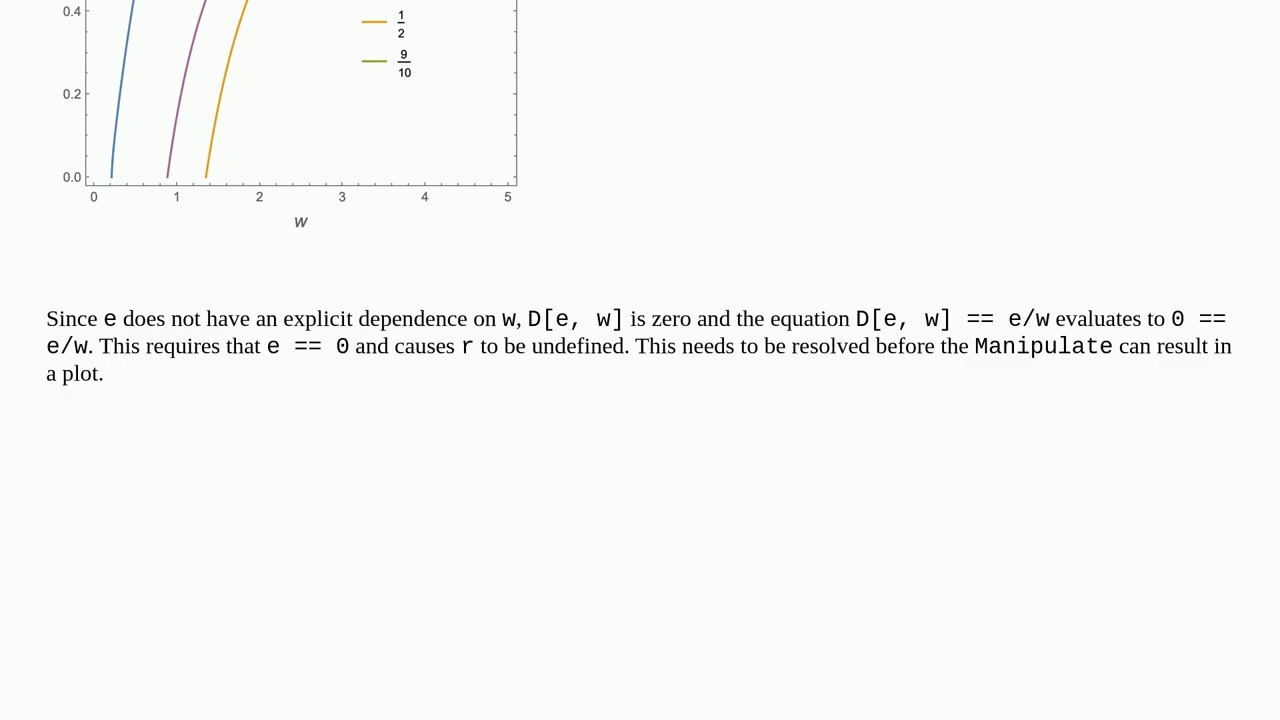 0.4
1
2
9
10
0.2
0.0
0 1 2 3 4 5
w
Since e does not have an explicit dependence on w, D[e, w] is zero and the equation D[e, w] == e/w evaluates to 0 ==
e/w. This requires that e == 0 and causes r to be undefined. This needs to be resolved before the Manipulate can result in
a plot.